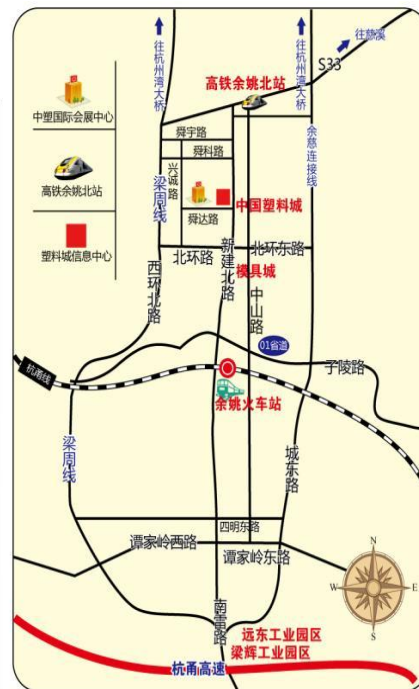 往杭州湾大桥
往杭州湾大桥
往慈溪
S33
高铁余姚北站
中塑国际会展中心
舜宇路
舜科路
兴诚路
余慈连接线
梁周线
高铁余姚北站
中国塑料城
舜达路
新建北路
北环东路
北环路
模具城
塑料城信息中心
西环北路
中山路
01省道
子陵路
杭甬线
余姚火车站
梁周线
城东路
四明东路
谭家岭西路
谭家岭东路
南雷路
N
W
E
S
远东工业园区
梁辉工业园区
杭甬高速